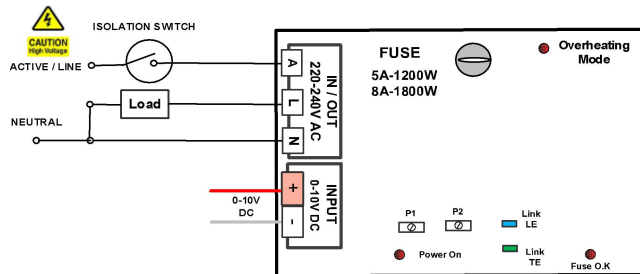 CAUTION
High Voltage
ISOLATION SWITCH
ACTIVE / LINE
Load
NEUTRAL
A
L
N
IN / OUT
220-240V AC
+
-
INPUT
0-10V DC
0-10V
DC
FUSE
5A-1200W
8A-1800W
Overheating
Mode
P1
P2
Link
LE
Power On
Link
TE
Fuse O.K